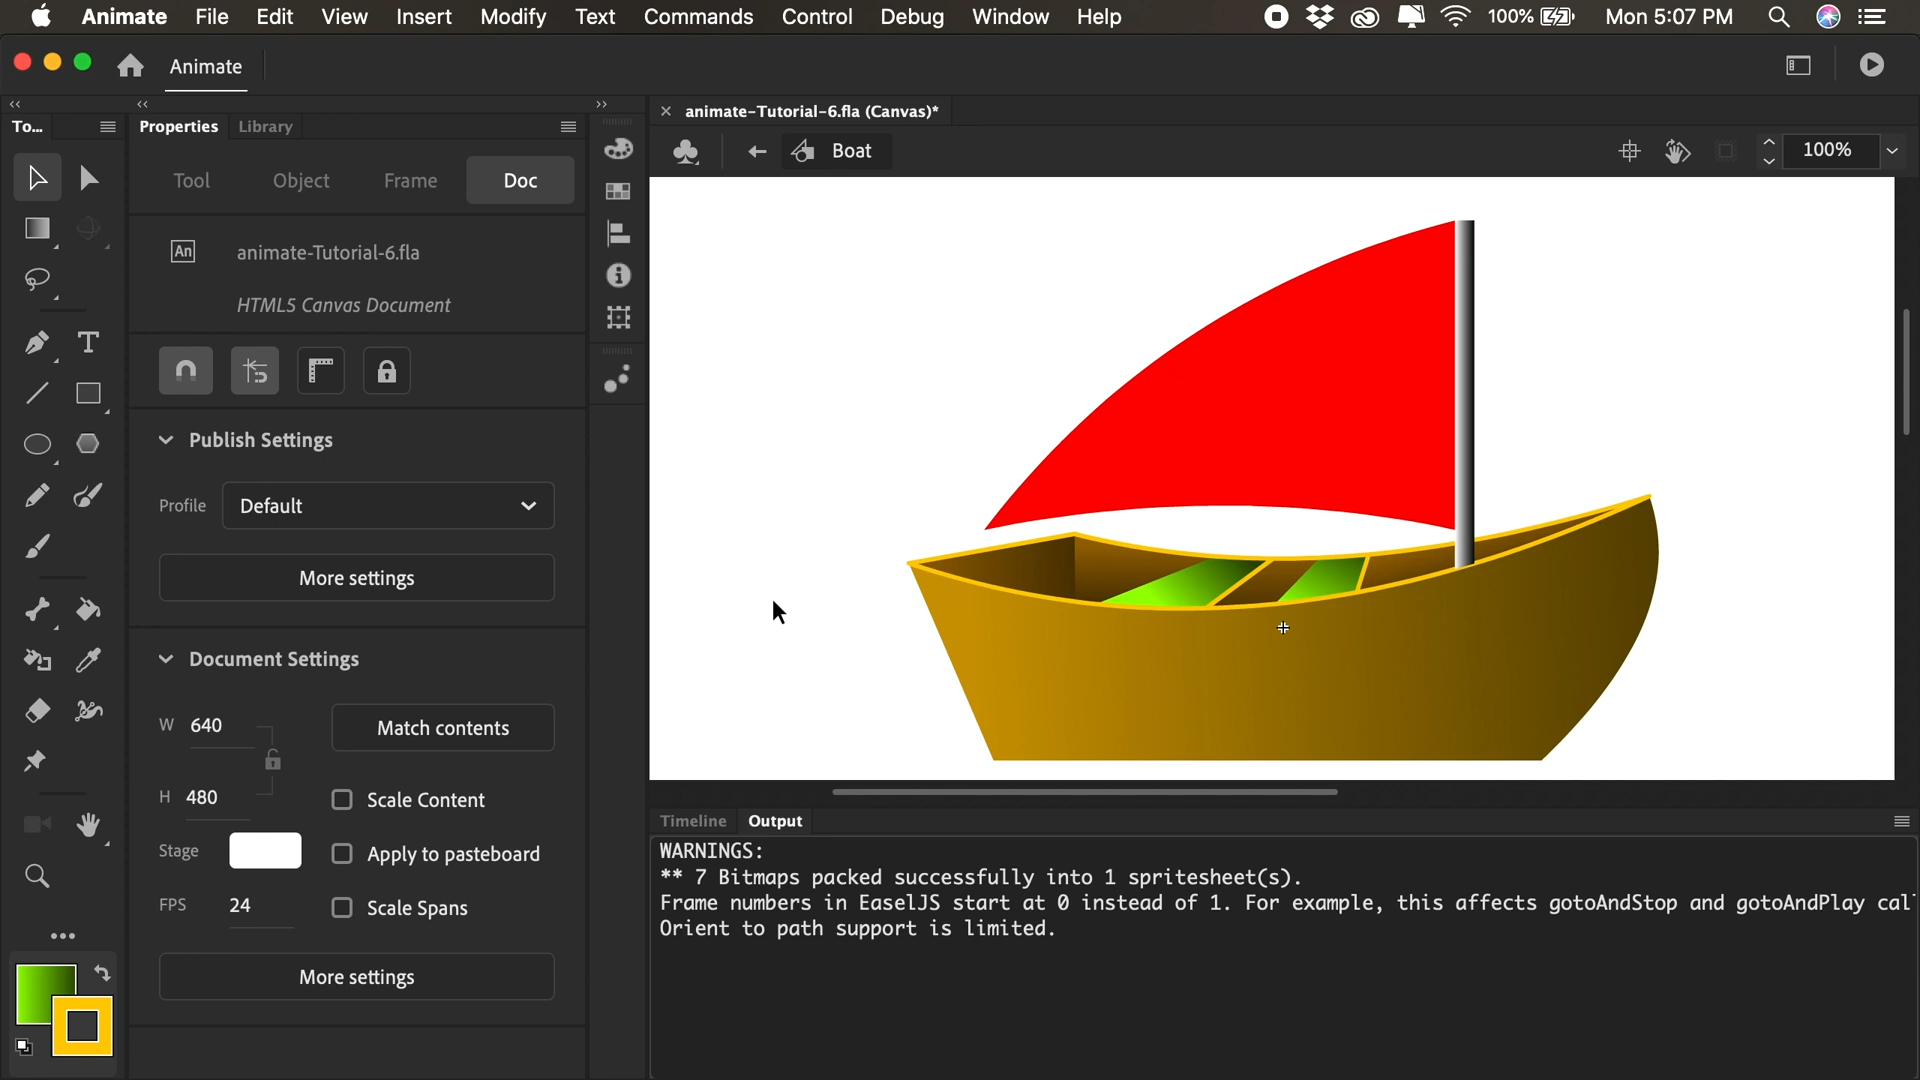 Animate File Edit View Insert Modify Text Commands Control Debug Window Help 100% Mon 5:07 PM
Animate
To...
Properties Library
animate-Tutorial-6.fla (Canvas)*
Boat 100%
Tool Object Frame Doc
An animate-Tutorial-6.fla
HTML5 Canvas Document
Publish Settings
Profile Default
More settings
Document Settings
W 640 Match contents
H 480 Scale Content
Stage Apply to pasteboard
FPS 24 Scale Spans
More settings
Timeline Output
WARNINGS:
** 7 Bitmaps packed successfully into 1 spritesheet(s).
Frame numbers in EaselJS start at 0 instead of 1. For example, this affects gotoAndStop and gotoAndPlay cal
Orient to path support is limited.